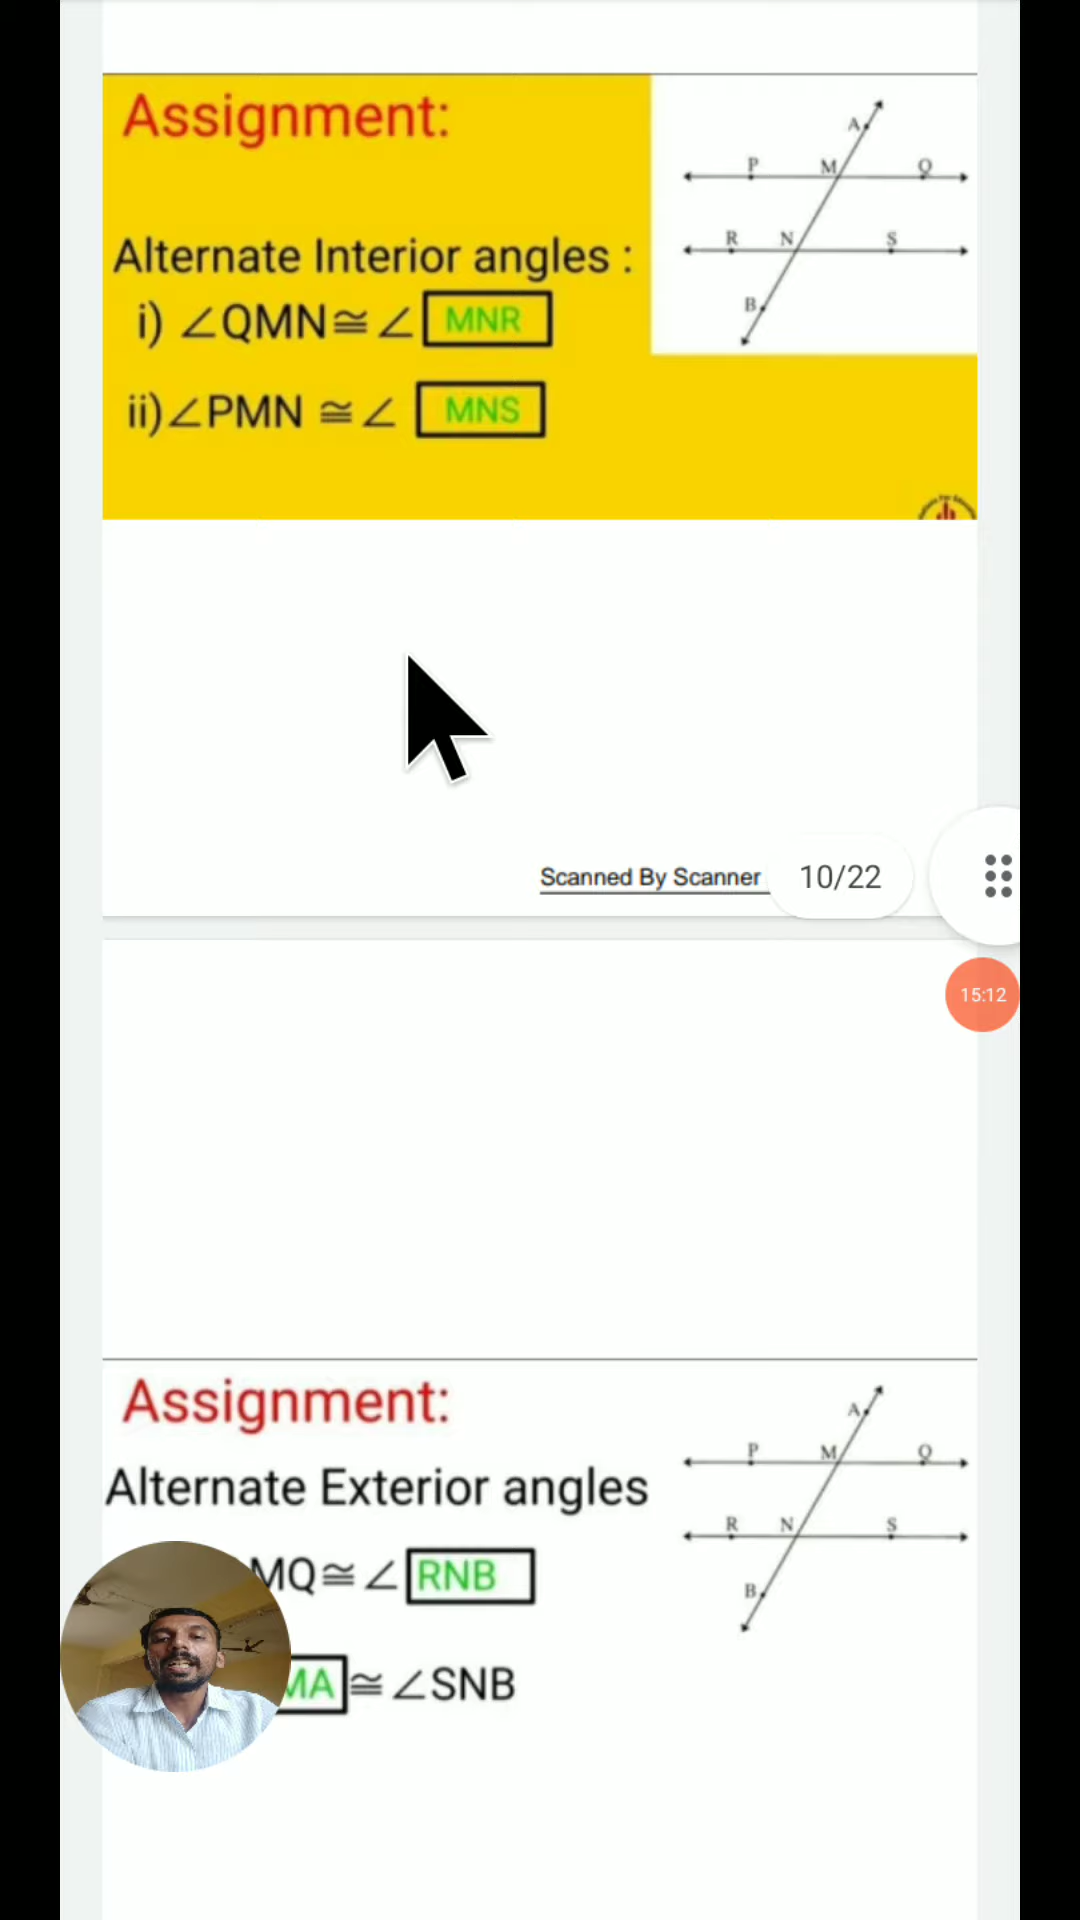 Assignment:
A
P M Q
Alternate Interior angles :
R N S
i) ∠QMN≅ ∠ MNR
B
ii)∠PMN ≅ ∠ MNS
Scanned By Scanner
10/22
15:12
Assignment:
A
P M Q
Alternate Exterior angles
R N S
MQ≅ ∠RNB
B
MA ≅ ∠SNB